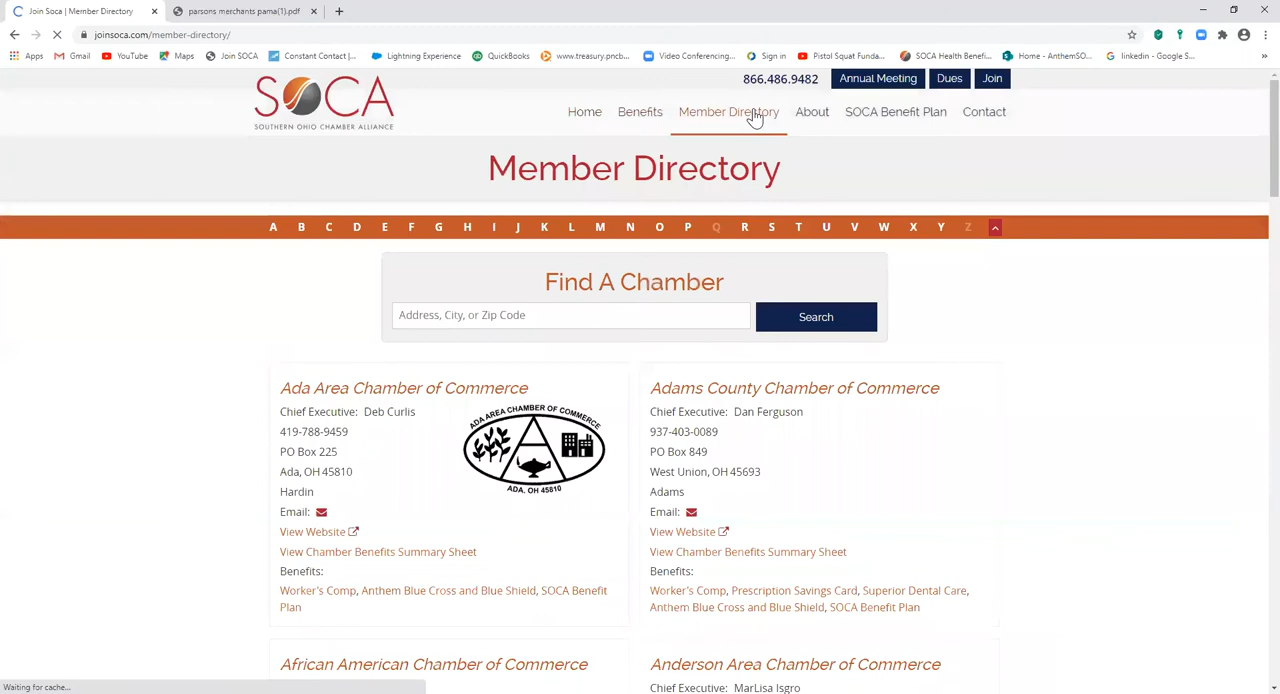 Join Soca | Member Directory
parsons merchants pama(1).pdf
joinsoca.com/member-directory/
Apps
Gmail
YouTube
Maps
Join SOCA
Constant Contact |...
Lightning Experience
QuickBooks
www.treasury.pncb...
Video Conferencing...
Sign in
Pistol Squat Funda...
SOCA Health Benefi...
Home - AnthemSO...
linkedin - Google S...
SOCA
SOUTHERN OHIO CHAMBER ALLIANCE
866.486.9482
Annual Meeting
Dues
Join
Home
Benefits
Member Directory
About
SOCA Benefit Plan
Contact
Member Directory
A B C D E F G H I J K L M N O P Q R S T U V W X Y Z
Find A Chamber
Address, City, or Zip Code
Search
Ada Area Chamber of Commerce
Chief Executive: Deb Curlis
419-788-9459
PO Box 225
Ada, OH 45810
Hardin
Email:
View Website
View Chamber Benefits Summary Sheet
Benefits:
Worker's Comp, Anthem Blue Cross and Blue Shield, SOCA Benefit
Plan
ADA AREA CHAMBER OF COMMERCE
ADA, OH 45810
Adams County Chamber of Commerce
Chief Executive: Dan Ferguson
937-403-0089
PO Box 849
West Union, OH 45693
Adams
Email:
View Website
View Chamber Benefits Summary Sheet
Benefits:
Worker's Comp, Prescription Savings Card, Superior Dental Care,
Anthem Blue Cross and Blue Shield, SOCA Benefit Plan
African American Chamber of Commerce
Anderson Area Chamber of Commerce
Chief Executive: MarLisa Isgro
Waiting for cache...